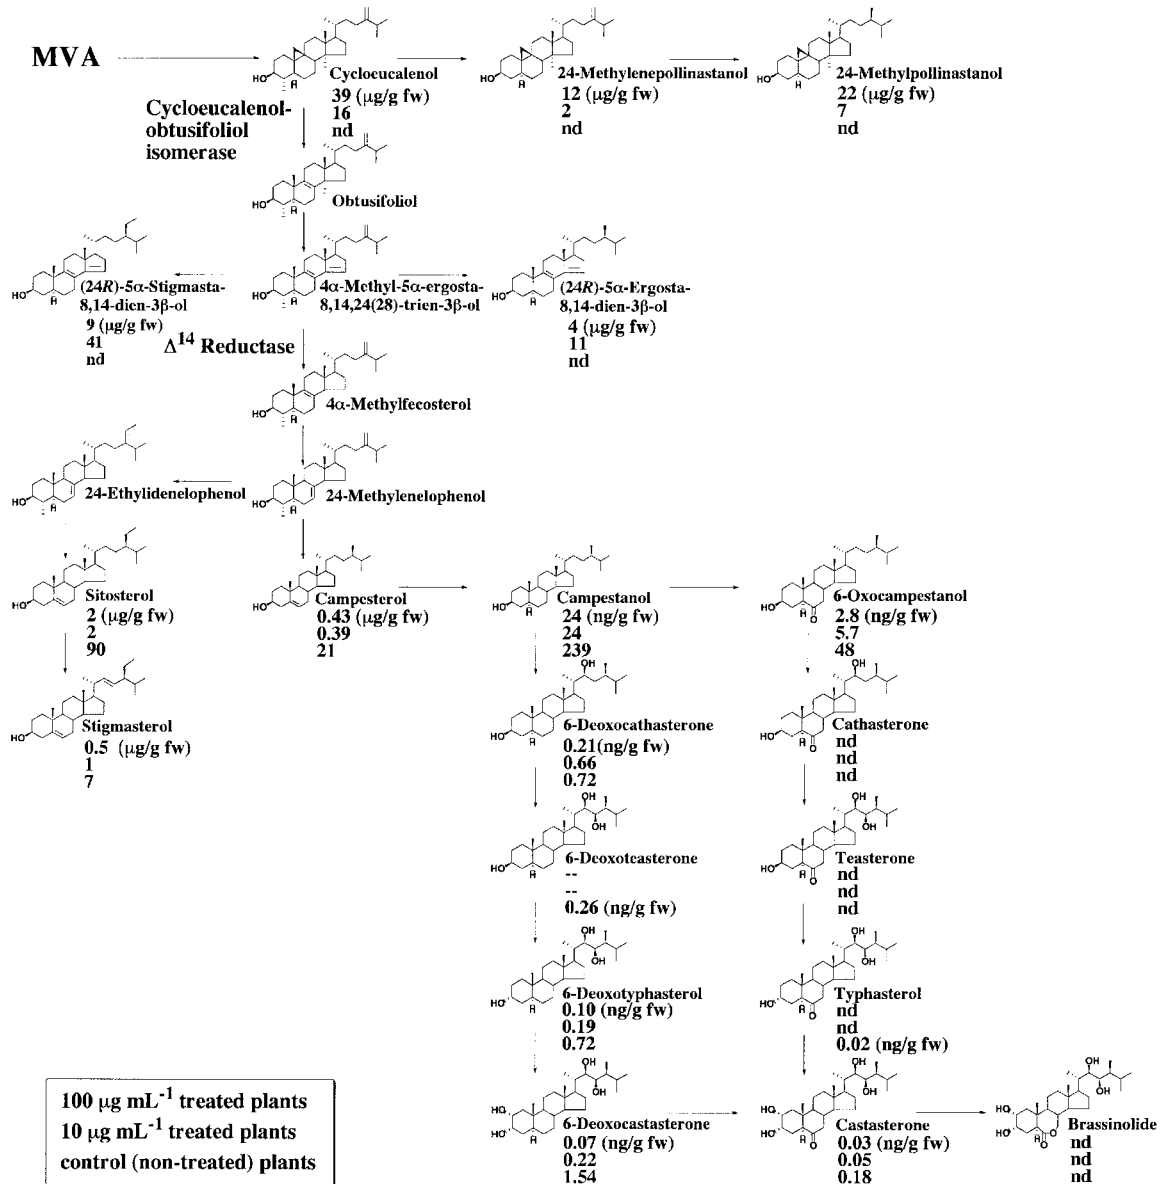 MVA
Cycloeucalenol
39 (μg/g fw)
16
nd
24-Methylenepollinastanol
12 (μg/g fw)
2
nd
24-Methylpollinastanol
22 (μg/g fw)
7
nd
Cycloeucalenol-
obtusifoliol
isomerase
Obtusifoliol
(24R)-5α-Stigmasta-
8,14-dien-3β-ol
9 (μg/g fw)
41
nd
4α-Methyl-5α-ergosta-
8,14,24(28)-trien-3β-ol
(24R)-5α-Ergosta-
8,14-dien-3β-ol
4 (μg/g fw)
11
nd
Δ14 Reductase
4α-Methylfecosterol
24-Ethylidenelophenol
24-Methylenelophenol
Sitosterol
2 (μg/g fw)
2
90
Campesterol
0.43 (μg/g fw)
0.39
21
Campestanol
24 (ng/g fw)
24
239
6-Oxocampestanol
2.8 (ng/g fw)
5.7
48
Stigmasterol
0.5 (μg/g fw)
1
7
6-Deoxocathasterone
0.21(ng/g fw)
0.66
0.72
Cathasterone
nd
nd
nd
6-Deoxoteasterone
--
--
0.26 (ng/g fw)
Teasterone
nd
nd
nd
6-Deoxotyphasterol
0.10 (ng/g fw)
0.19
0.72
Typhasterol
nd
nd
0.02 (ng/g fw)
6-Deoxocastasterone
0.07 (ng/g fw)
0.22
1.54
Castasterone
0.03 (ng/g fw)
0.05
0.18
Brassinolide
nd
nd
nd
100 μg mL-1 treated plants
10 μg mL-1 treated plants
control (non-treated) plants